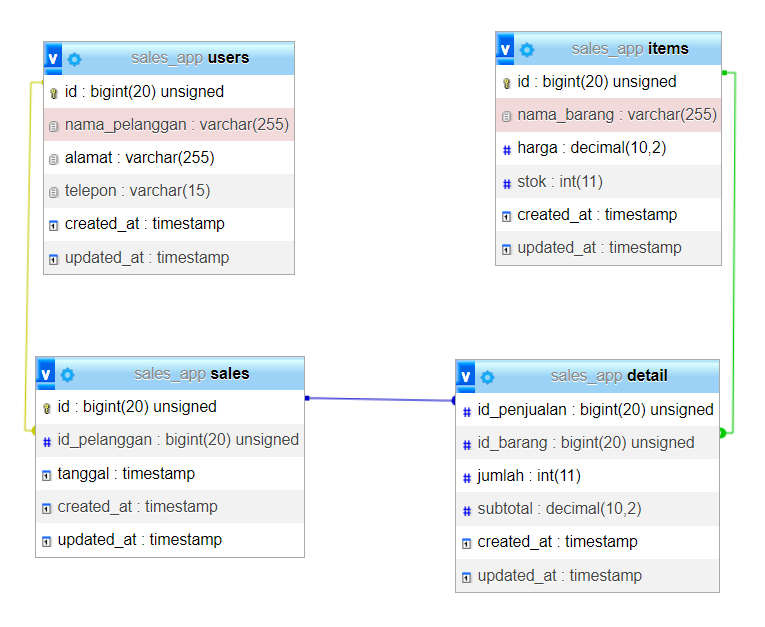 v sales_app users
id : bigint(20) unsigned
nama_pelanggan : varchar(255)
alamat : varchar(255)
telepon : varchar(15)
created_at : timestamp
updated_at : timestamp
v sales_app items
id : bigint(20) unsigned
nama_barang : varchar(255)
# harga : decimal(10,2)
# stok : int(11)
created_at : timestamp
updated_at : timestamp
v sales_app sales
id : bigint(20) unsigned
# id_pelanggan : bigint(20) unsigned
tanggal : timestamp
created_at : timestamp
updated_at : timestamp
v sales_app detail
# id_penjualan : bigint(20) unsigned
# id_barang : bigint(20) unsigned
# jumlah : int(11)
# subtotal : decimal(10,2)
created_at : timestamp
updated_at : timestamp